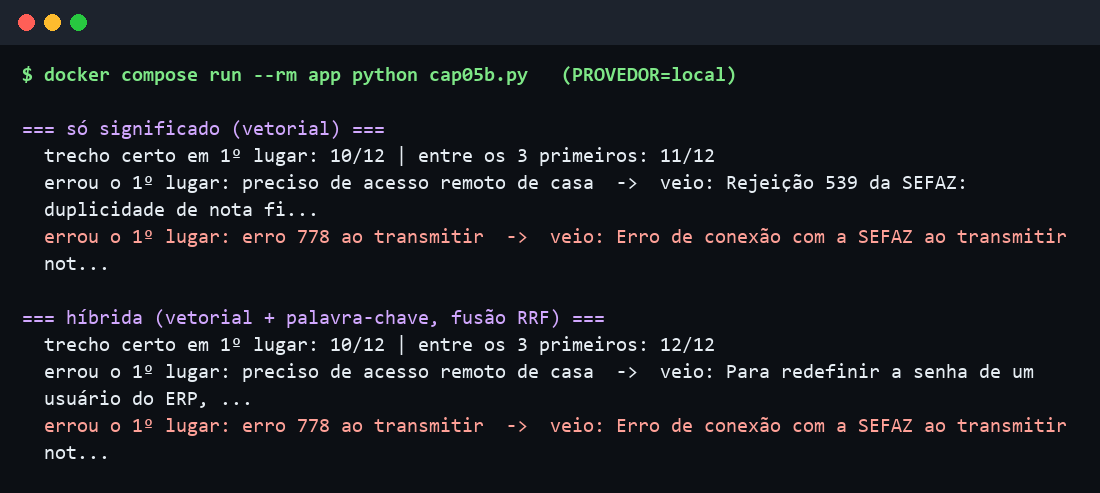 $ docker compose run --rm app python cap05b.py   (PROVEDOR=local)
=== só significado (vetorial) ===
trecho certo em 1º lugar: 10/12 | entre os 3 primeiros: 11/12
errou o 1º lugar: preciso de acesso remoto de casa  ->  veio: Rejeição 539 da SEFAZ:
duplicidade de nota fi...
errou o 1º lugar: erro 778 ao transmitir  ->  veio: Erro de conexão com a SEFAZ ao transmitir
not...
=== híbrida (vetorial + palavra-chave, fusão RRF) ===
trecho certo em 1º lugar: 10/12 | entre os 3 primeiros: 12/12
errou o 1º lugar: preciso de acesso remoto de casa  ->  veio: Para redefinir a senha de um
usuário do ERP, ...
errou o 1º lugar: erro 778 ao transmitir  ->  veio: Erro de conexão com a SEFAZ ao transmitir
not...